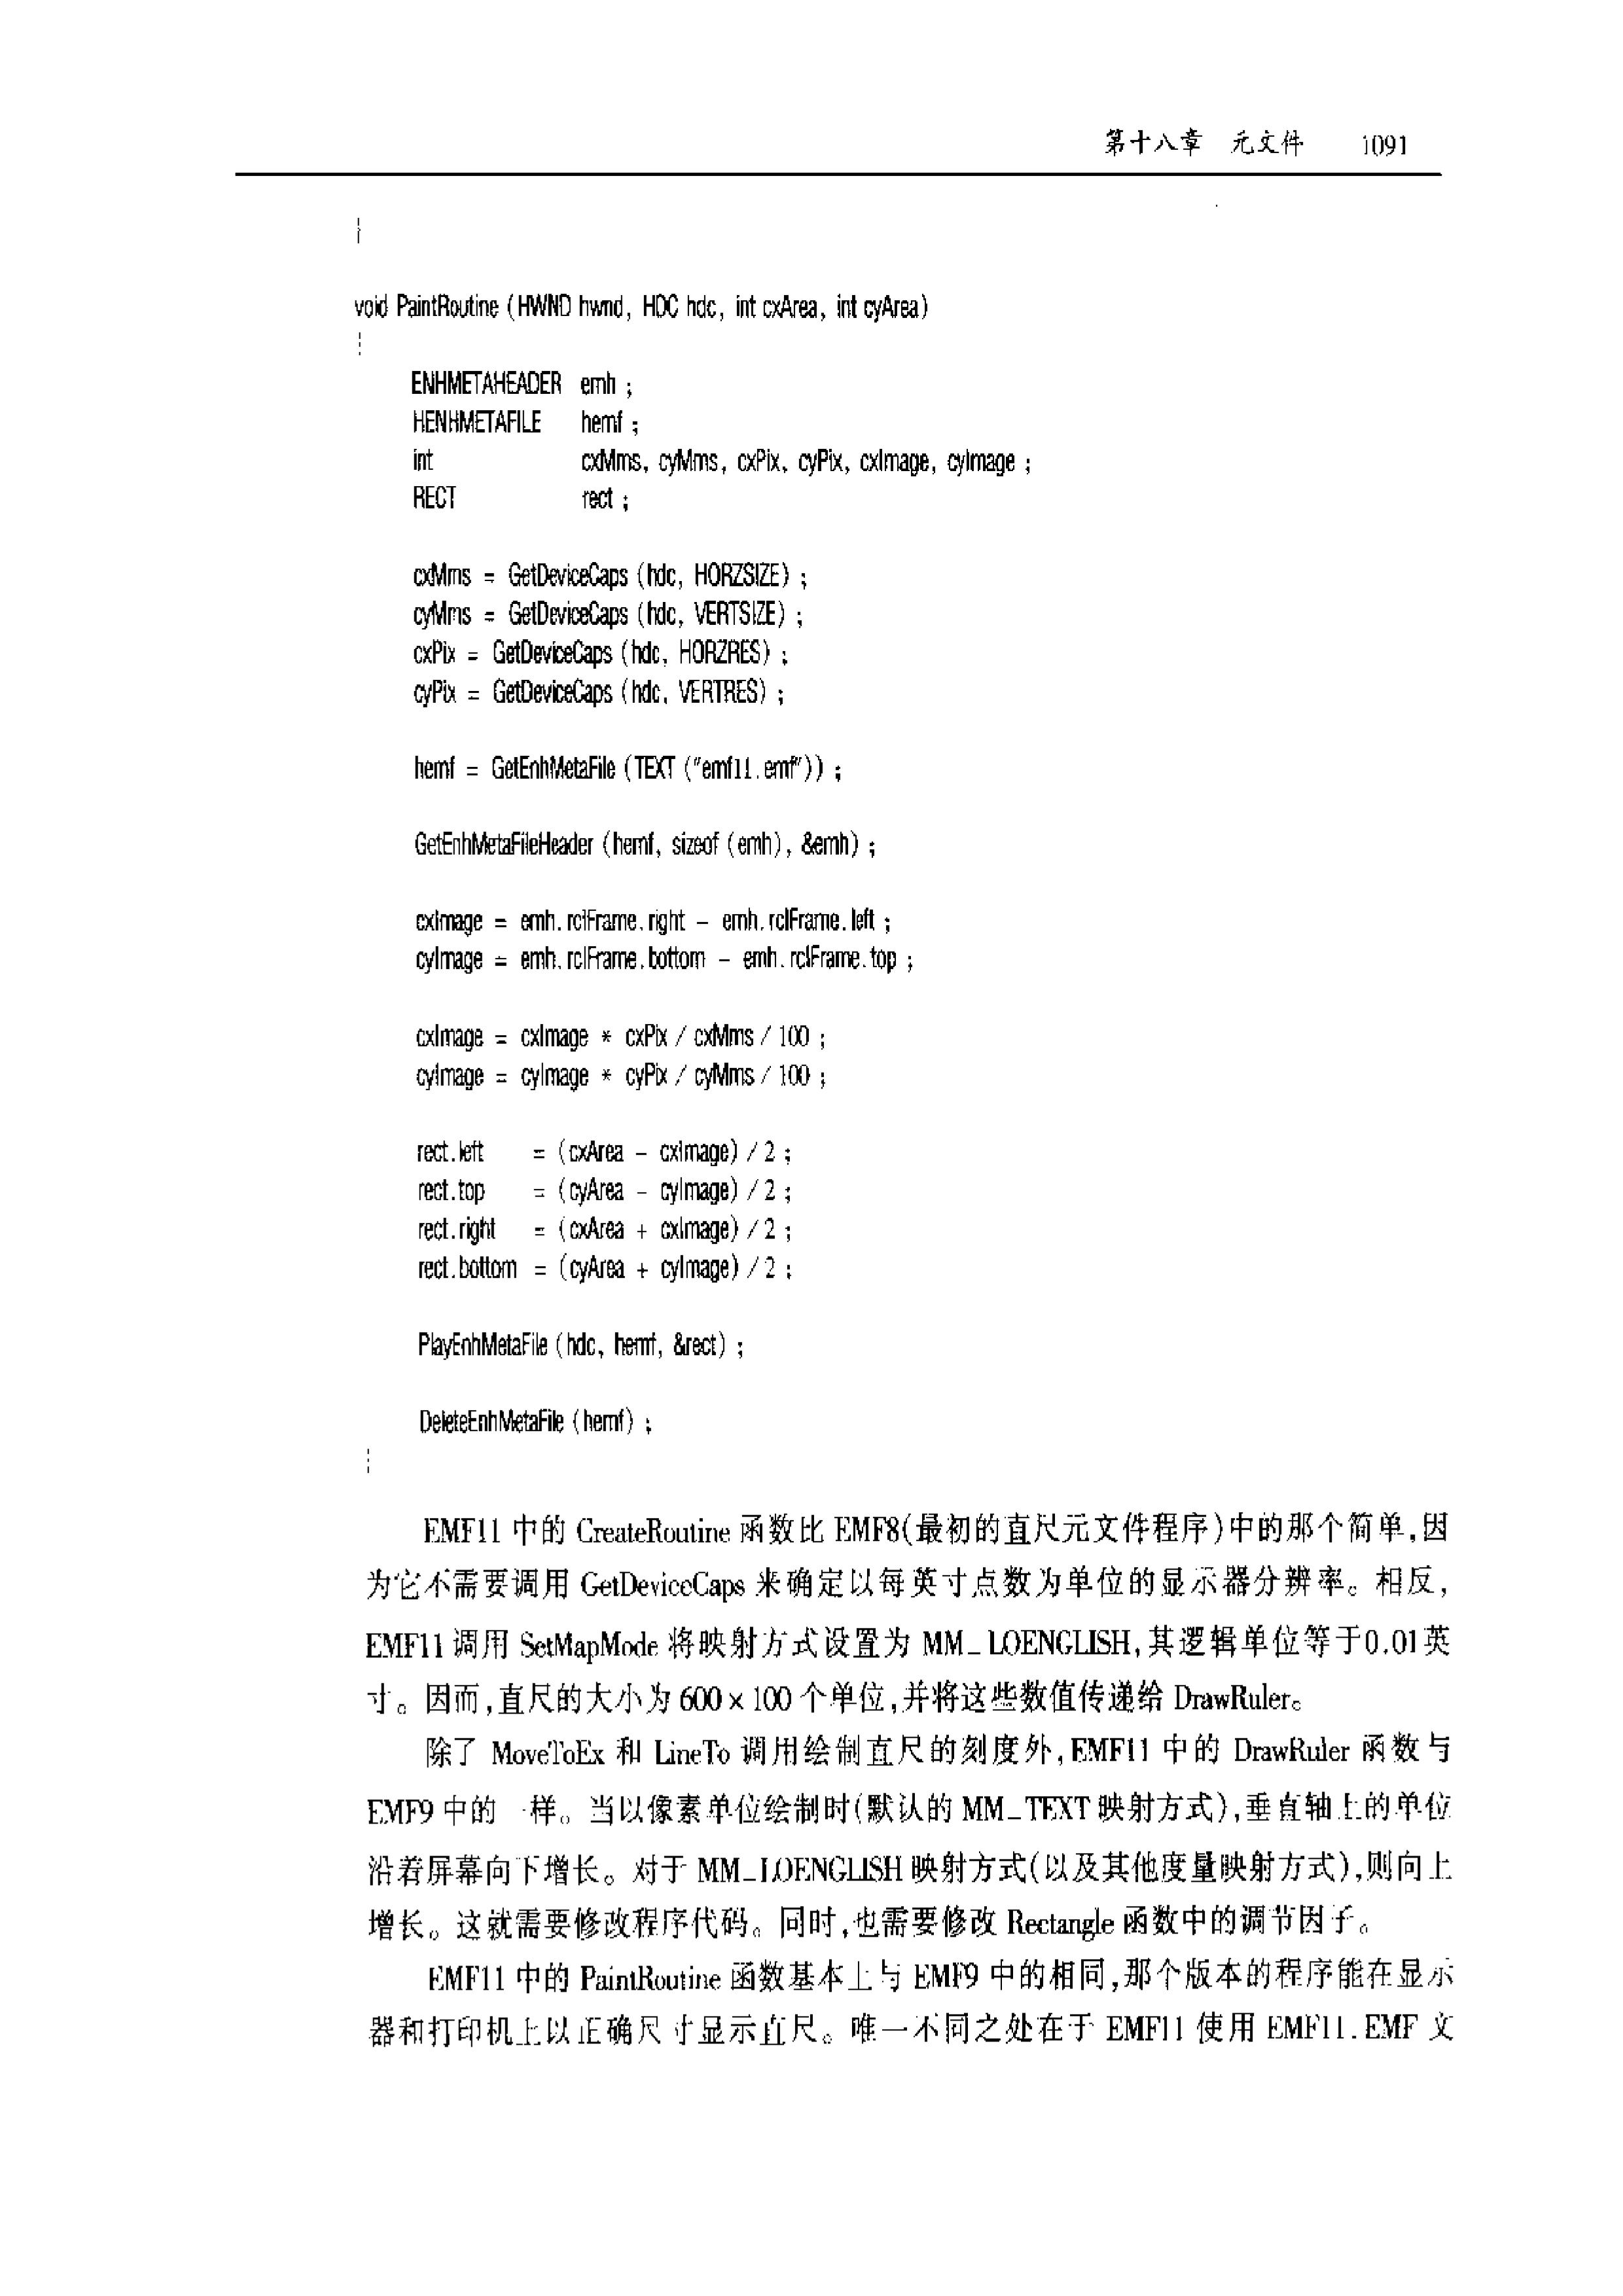 第十八章 元文件 1091
}
void PaintRoutine (HWND hwnd, HDC hdc, int cxArea, int cyArea)
{
ENHMETAHEADER emh ;
HENHMETAFILE hemf ;
int cxMms, cyMms, cxPix, cyPix, cxImage, cyImage ;
RECT rect ;
cxMms = GetDeviceCaps (hdc, HORZSIZE) ;
cyMms = GetDeviceCaps (hdc, VERTSIZE) ;
cxPix = GetDeviceCaps (hdc, HORZRES) ;
cyPix = GetDeviceCaps (hdc, VERTRES) ;
hemf = GetEnhMetaFile (TEXT ("emf11.emf")) ;
GetEnhMetaFileHeader (hemf, sizeof (emh), &emh) ;
cxImage = emh.rclFrame.right - emh.rclFrame.left ;
cyImage = emh.rclFrame.bottom - emh.rclFrame.top ;
cxImage = cxImage * cxPix / cxMms / 100 ;
cyImage = cyImage * cyPix / cyMms / 100 ;
rect.left = (cxArea - cxImage) / 2 ;
rect.top = (cyArea - cyImage) / 2 ;
rect.right = (cxArea + cxImage) / 2 ;
rect.bottom = (cyArea + cyImage) / 2 ;
PlayEnhMetaFile (hdc, hemf, &rect) ;
DeleteEnhMetaFile (hemf) ;
}
EMF11 中的 CreateRoutine 函数比 EMF8(最初的直尺元文件程序)中的那个简单,因
为它不需要调用 GetDeviceCaps 来确定以每英寸点数为单位的显示器分辨率。相反,
EMF11 调用 SetMapMode 将映射方式设置为 MM_LOENGLISH,其逻辑单位等于0.01英
寸。因而,直尺的大小为 600×100 个单位,并将这些数值传递给 DrawRuler。
除了 MoveToEx 和 LineTo 调用绘制直尺的刻度外,EMF11 中的 DrawRuler 函数与
EMF9 中的一样。当以像素单位绘制时(默认的 MM_TEXT 映射方式),垂直轴上的单位
沿着屏幕向下增长。对于 MM_LOENGLISH 映射方式(以及其他度量映射方式),则向上
增长。这就需要修改程序代码。同时,也需要修改 Rectangle 函数中的调节因子。
EMF11 中的 PaintRoutine 函数基本上与 EMF9 中的相同,那个版本的程序能在显示
器和打印机上以正确尺寸显示直尺。唯一不同之处在于 EMF11 使用 EMF11.EMF 文